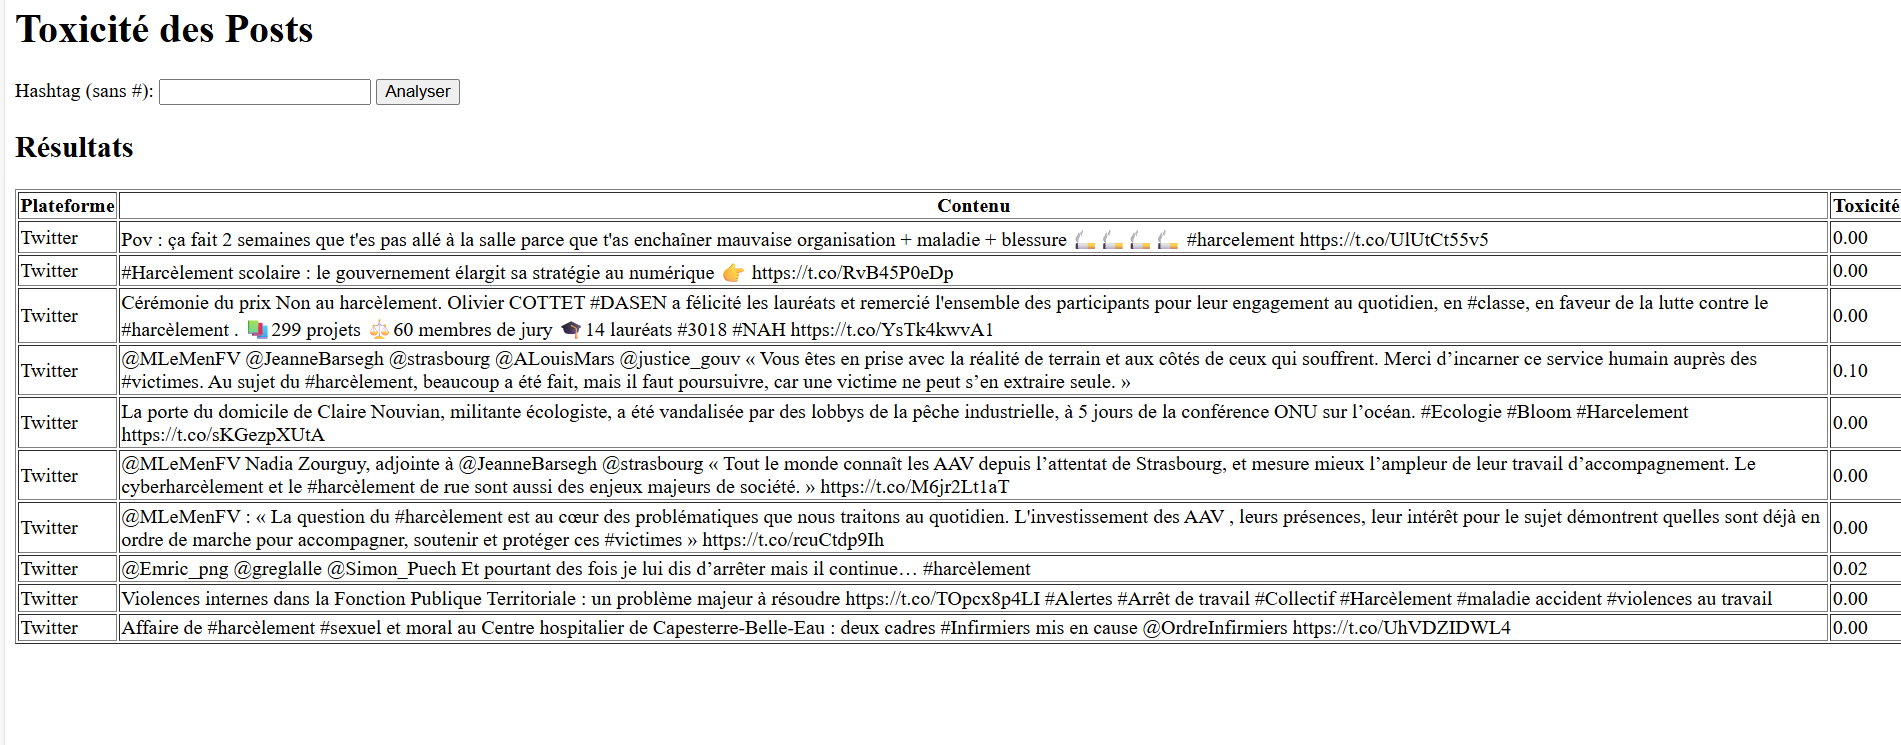 Toxicité des Posts
Hashtag (sans #):
Analyser
Résultats
Plateforme Contenu Toxicité
Twitter Pov : ça fait 2 semaines que t'es pas allé à la salle parce que t'as enchaîner mauvaise organisation + maladie + blessure 🚬🚬🚬🚬 #harcelement https://t.co/UlUtCt55v5 0.00
Twitter #Harcèlement scolaire : le gouvernement élargit sa stratégie au numérique 👉 https://t.co/RvB45P0eDp 0.00
Twitter Cérémonie du prix Non au harcèlement. Olivier COTTET #DASEN a félicité les lauréats et remercié l'ensemble des participants pour leur engagement au quotidien, en #classe, en faveur de la lutte contre le
#harcèlement . 📚299 projets ⚖️60 membres de jury 🎓14 lauréats #3018 #NAH https://t.co/YsTk4kwvA1 0.00
Twitter @MLeMenFV @JeanneBarsegh @strasbourg @ALouisMars @justice_gouv « Vous êtes en prise avec la réalité de terrain et aux côtés de ceux qui souffrent. Merci d’incarner ce service humain auprès des
#victimes. Au sujet du #harcèlement, beaucoup a été fait, mais il faut poursuivre, car une victime ne peut s’en extraire seule. » 0.10
Twitter La porte du domicile de Claire Nouvian, militante écologiste, a été vandalisée par des lobbys de la pêche industrielle, à 5 jours de la conférence ONU sur l’océan. #Ecologie #Bloom #Harcelement
https://t.co/sKGezpXUtA 0.00
Twitter @MLeMenFV Nadia Zourguy, adjointe à @JeanneBarsegh @strasbourg « Tout le monde connaît les AAV depuis l’attentat de Strasbourg, et mesure mieux l’ampleur de leur travail d’accompagnement. Le
cyberharcèlement et le #harcèlement de rue sont aussi des enjeux majeurs de société. » https://t.co/M6jr2Lt1aT 0.00
Twitter @MLeMenFV : « La question du #harcèlement est au cœur des problématiques que nous traitons au quotidien. L'investissement des AAV , leurs présences, leur intérêt pour le sujet démontrent quelles sont déjà en
ordre de marche pour accompagner, soutenir et protéger ces #victimes » https://t.co/rcuCtdp9Ih 0.00
Twitter @Emric_png @greglalle @Simon_Puech Et pourtant des fois je lui dis d’arrêter mais il continue… #harcèlement 0.02
Twitter Violences internes dans la Fonction Publique Territoriale : un problème majeur à résoudre https://t.co/TOpcx8p4LI #Alertes #Arrêt de travail #Collectif #Harcèlement #maladie accident #violences au travail 0.00
Twitter Affaire de #harcèlement #sexuel et moral au Centre hospitalier de Capesterre-Belle-Eau : deux cadres #Infirmiers mis en cause @OrdreInfirmiers https://t.co/UhVDZIDWL4 0.00